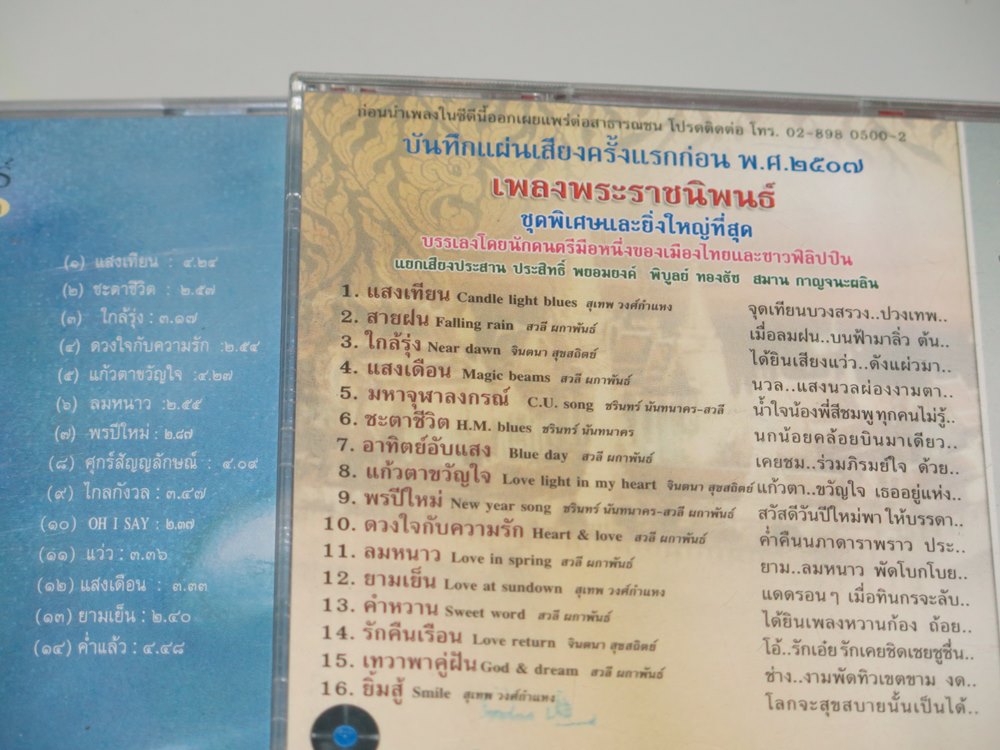 (๑) แสงเทียน : ๔.๒๔
(๒) ชะตาชีวิต : ๒.๕๗
(๓) ใกล้รุ่ง : ๓.๑๗
(๔) ดวงใจกับความรัก :๒.๕๔
(๕) แก้วตาขวัญใจ :๔.๒๗
(๖) ลมหนาว :๒.๕๕
(๗) พรปีใหม่ : ๒.๔๗
(๘) ศุกร์สัญญลักษณ์ : ๔.๐๙
(๙) ไกลกังวล : ๓.๔๗
(๑๐) OH I SAY : ๒.๓๗
(๑๑) แว่ว : ๓.๓๖
(๑๒) แสงเดือน : ๓.๓๓
(๑๓) ยามเย็น : ๒.๔๐
(๑๔) ค่ำแล้ว : ๔.๔๘
ก่อนนำเพลงในซีดีนี้ออกเผยแพร่ต่อสาธารณชน โปรดติดต่อ โทร. 02-898 0500-2
บันทึกแผ่นเสียงครั้งแรกก่อน พ.ศ.๒๕๐๗
เพลงพระราชนิพนธ์
ชุดพิเศษและยิ่งใหญ่ที่สุด
บรรเลงโดยนักดนตรีมือหนึ่งของเมืองไทยและชาวฟิลิปปิน
แยกเสียงประสาน ประสิทธิ์ พยอมยงค์ พิบูลย์ ทองธัช สมาน กาญจนะผลิน
1. แสงเทียน Candle light blues สุเทพ วงศ์กำแหง จุดเทียนบวงสรวง..ปวงเทพ..
2. สายฝน Falling rain สวลี ผกาพันธ์ เมื่อลมฝน..บนฟ้ามาลิ่ว ต้น..
3. ใกล้รุ่ง Near dawn จินตนา สุขสถิตย์ ได้ยินเสียงแว่ว..ดังแผ่วมา..
4. แสงเดือน Magic beams สวลี ผกาพันธ์ นวล..แสงนวลผ่องงามตา..
5. มหาจุฬาลงกรณ์ C.U. song ชรินทร์ นันทนาคร-สวลี น้ำใจน้องพี่สีชมพู ทุกคนไม่รู้..
6. ชะตาชีวิต H.M. blues ชรินทร์ นันทนาคร นกน้อยคล้อยบินมาเดียว..
7. อาทิตย์อับแสง Blue day สวลี ผกาพันธ์ เคยชม..ร่วมภิรมย์ใจ ด้วย..
8. แก้วตาขวัญใจ Love light in my heart จินตนา สุขสถิตย์ แก้วตา..ขวัญใจ เธออยู่แห่ง..
9. พรปีใหม่ New year song ชรินทร์ นันทนาคร-สวลี ผกาพันธ์ สวัสดีวันปีใหม่พา ให้บรรดา..
10. ดวงใจกับความรัก Heart & love สวลี ผกาพันธ์ ค่ำคืนนภาดาราพราว ประ..
11. ลมหนาว Love in spring สวลี ผกาพันธ์ ยาม..ลมหนาว พัดโบกโบย..
12. ยามเย็น Love at sundown สุเทพ วงศ์กำแหง แดดรอนๆ เมื่อทินกรจะลับ..
13. คำหวาน Sweet word สวลี ผกาพันธ์ ได้ยินเพลงหวานก้อง ถ้อย..
14. รักคืนเรือน Love return จินตนา สุขสถิตย์ โอ้..รักเอ๋ย รักเคยชิดเชยชูชื่น..
15. เทวาพาคู่ฝัน God & dream สวลี ผกาพันธ์ ช่าง..งามพัดทิวเขตขาม งด..
16. ยิ้มสู้ Smile สุเทพ วงศ์กำแหง โลกจะสุขสบายนั้นเป็นได้..